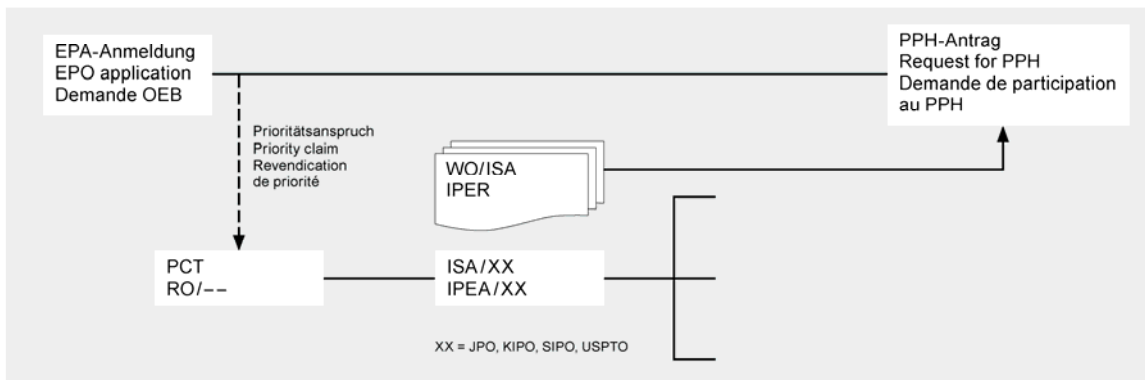 EPA-Anmeldung
EPO application
Demande OEB
PPH-Antrag
Request for PPH
Demande de participation
au PPH
Prioritätsanspruch
Priority claim
Revendication
de priorité
WO/ISA
IPER
PCT
RO/--
ISA/XX
IPEA/XX
XX = JPO, KIPO, SIPO, USPTO